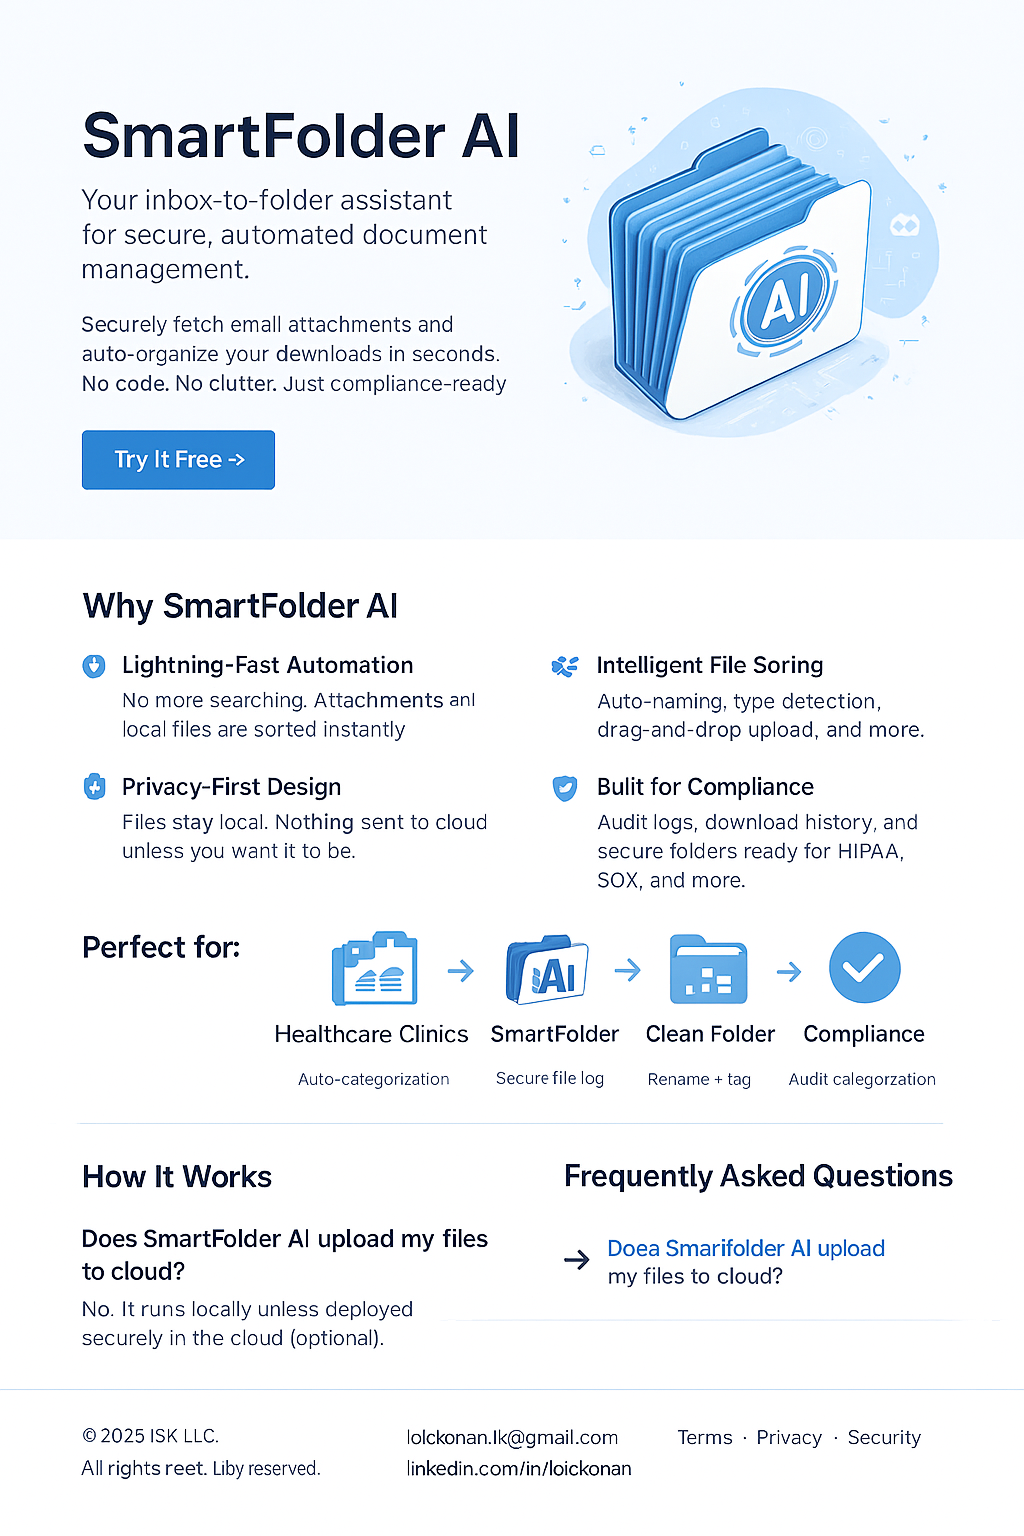 SmartFolder AI
Your inbox-to-folder assistant
for secure, automated document
management.
Securely fetch emall attachments and
auto-organize your dewnloads in seconds.
No code. No clutter. Just compliance-ready
Try It Free →
AI
Why SmartFolder AI
Lightning-Fast Automation
No more searching. Attachments anl
local files are sorted instantly
Intelligent File Soring
Auto-naming, type detection,
drag-and-drop upload, and more.
Privacy-First Design
Files stay local. Nothing sent to cloud
unless you want it to be.
Bulit for Compliance
Audit logs, download history, and
secure folders ready for HIPAA,
SOX, and more.
Perfect for:
AI
Healthcare Clinics
SmartFolder
Clean Folder
Compliance
Auto-categorization
Secure file log
Rename + tag
Audit calegorzation
How It Works
Does SmartFolder AI upload my files
to cloud?
No. It runs locally unless deployed
securely in the cloud (optional).
Frequently Asked Questions
→ Doea Smarifolder AI upload
my files to cloud?
© 2025 ISK LLC.
All rights reet. Liby reserved.
lolckonan.lk@gmail.com
linkedin.com/in/loickonan
Terms · Privacy · Security